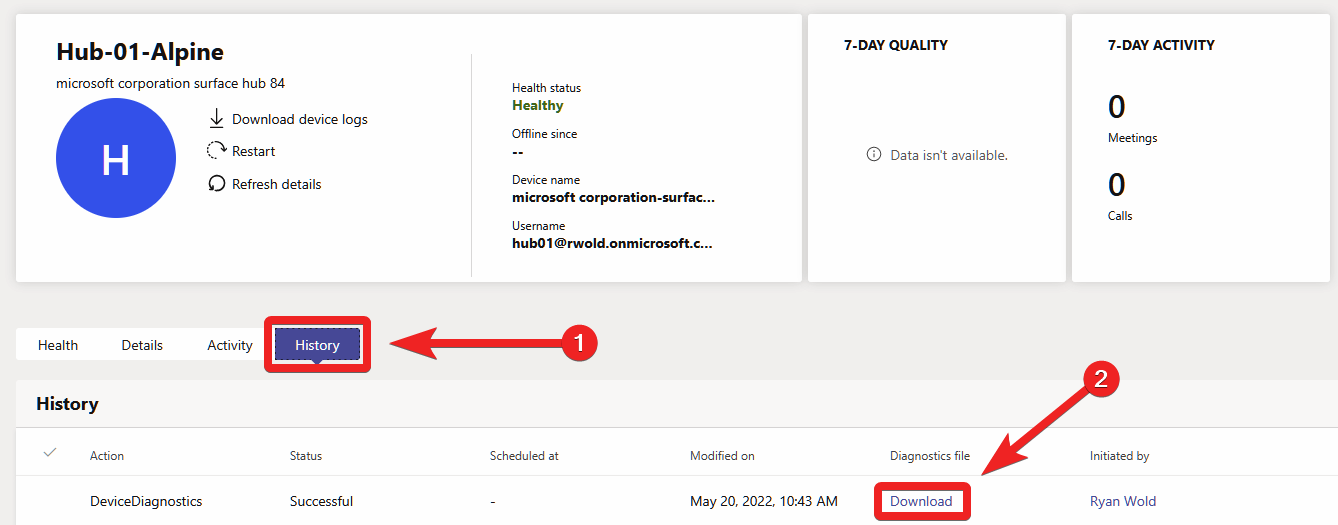 Hub-01-Alpine
microsoft corporation surface hub 84
H
Download device logs
Restart
Refresh details
Health status
Healthy
Offline since
--
Device name
microsoft corporation-surfac...
Username
hub01@rwold.onmicrosoft.c...
7-DAY QUALITY
Data isn't available.
7-DAY ACTIVITY
0
Meetings
0
Calls
Health Details Activity History 1
History
2
Action Status Scheduled at Modified on Diagnostics file Initiated by
DeviceDiagnostics Successful - May 20, 2022, 10:43 AM Download Ryan Wold